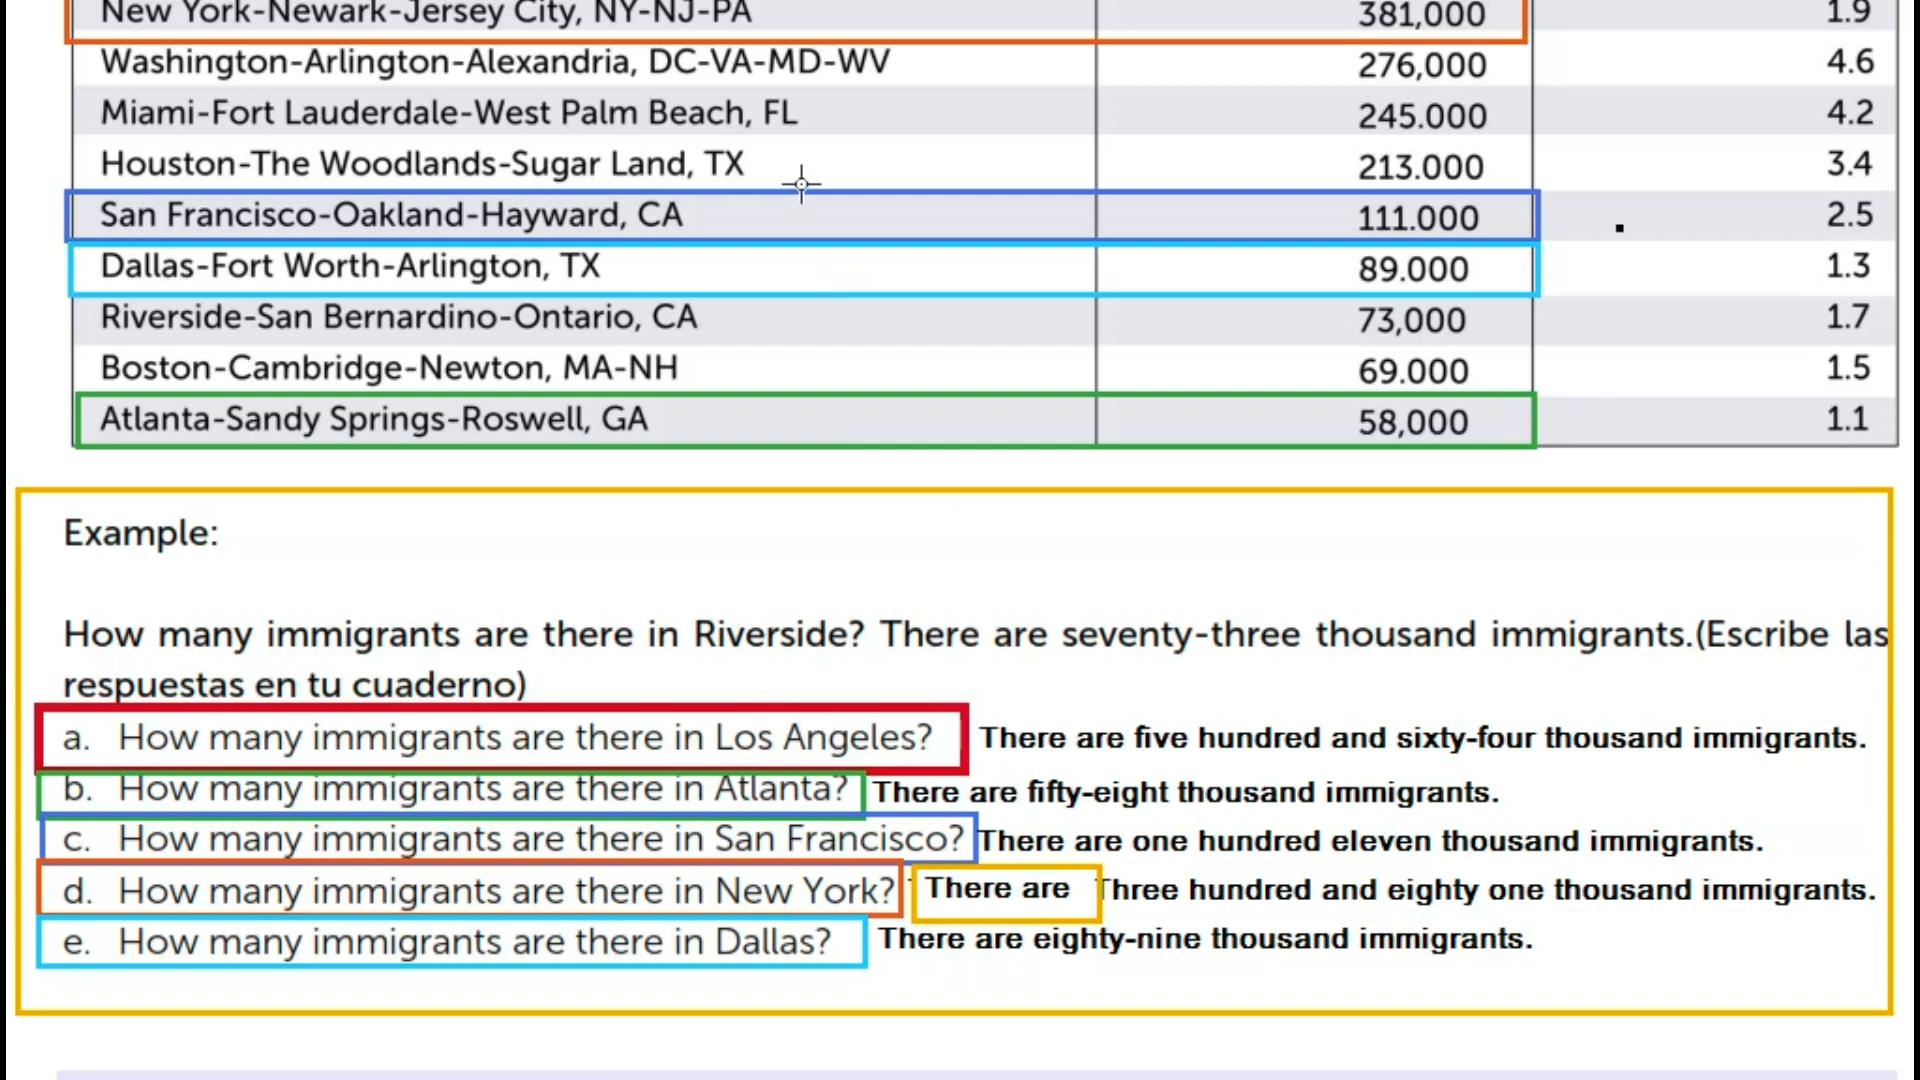 New York-Newark-Jersey City, NY-NJ-PA 381,000 1.9
Washington-Arlington-Alexandria, DC-VA-MD-WV 276,000 4.6
Miami-Fort Lauderdale-West Palm Beach, FL 245.000 4.2
Houston-The Woodlands-Sugar Land, TX 213.000 3.4
San Francisco-Oakland-Hayward, CA 111.000 . 2.5
Dallas-Fort Worth-Arlington, TX 89.000 1.3
Riverside-San Bernardino-Ontario, CA 73,000 1.7
Boston-Cambridge-Newton, MA-NH 69.000 1.5
Atlanta-Sandy Springs-Roswell, GA 58,000 1.1
Example:
How many immigrants are there in Riverside? There are seventy-three thousand immigrants.(Escribe las
respuestas en tu cuaderno)
a. How many immigrants are there in Los Angeles? There are five hundred and sixty-four thousand immigrants.
b. How many immigrants are there in Atlanta? There are fifty-eight thousand immigrants.
c. How many immigrants are there in San Francisco? There are one hundred eleven thousand immigrants.
d. How many immigrants are there in New York? There are Three hundred and eighty one thousand immigrants.
e. How many immigrants are there in Dallas? There are eighty-nine thousand immigrants.